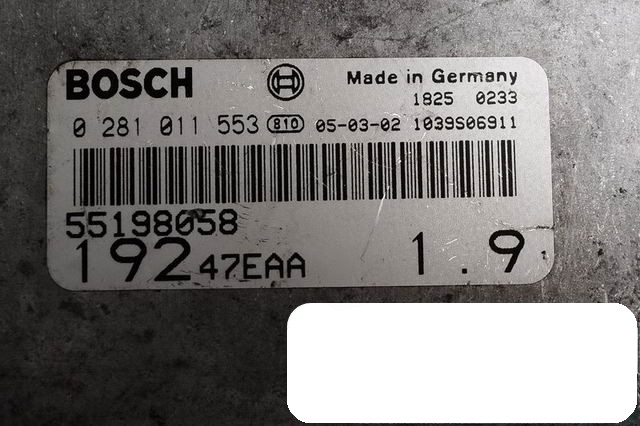 BOSCH Made in Germany
1825 0233
0 281 011 553 810 05-03-02 1039S06911
55198058
192 47EAA 1.9